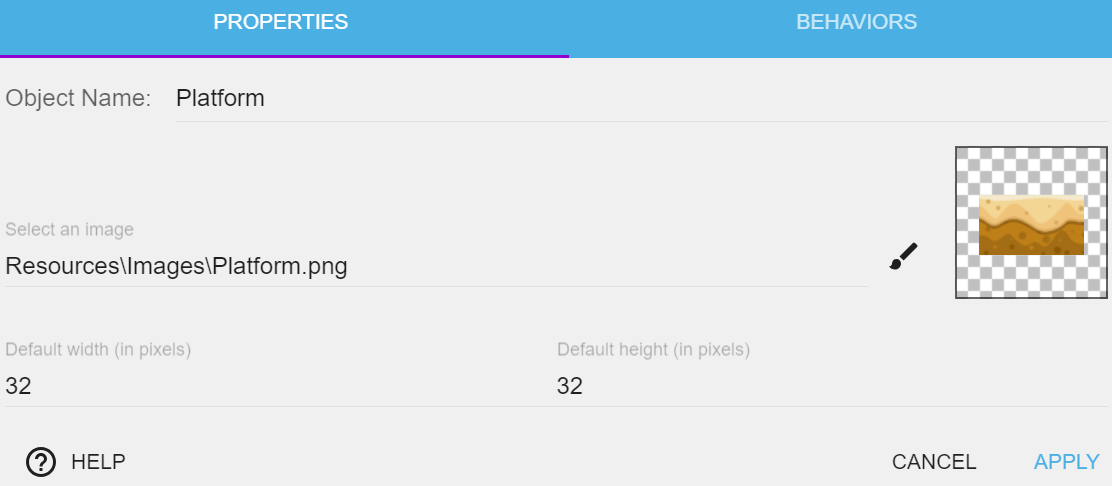 PROPERTIES BEHAVIORS
Object Name: Platform
Select an image
Resources\Images\Platform.png
Default width (in pixels) Default height (in pixels)
32 32
HELP CANCEL APPLY